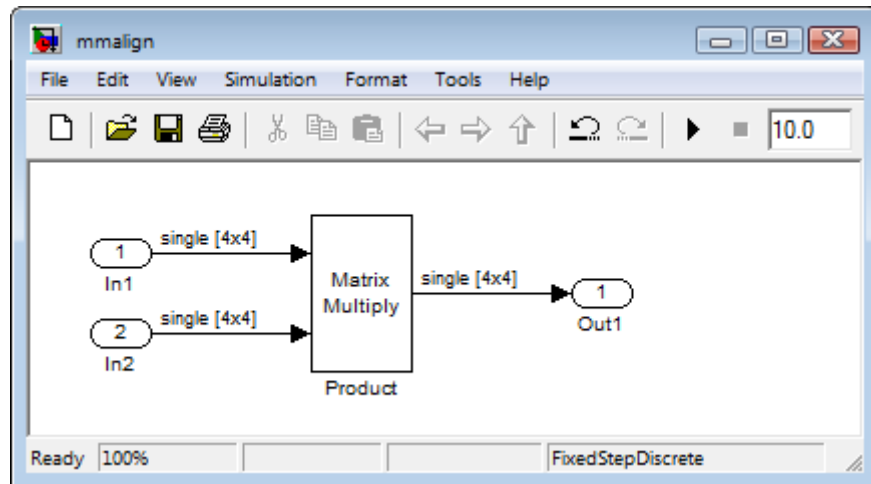 mmalign
File Edit View Simulation Format Tools Help
10.0
single [4x4]
1
In1
single [4x4]
2
In2
Matrix
Multiply
Product
single [4x4]
1
Out1
Ready 100% FixedStepDiscrete